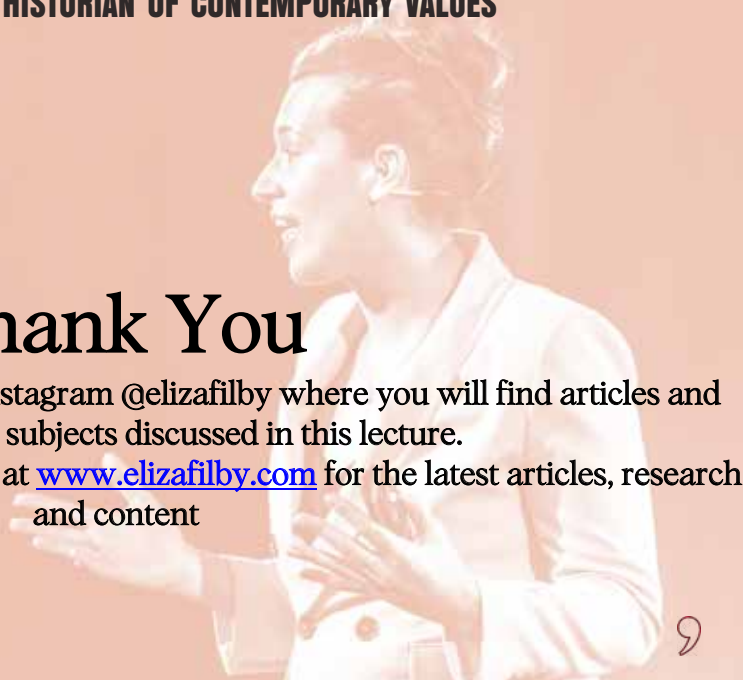 HISTORIAN OF CONTEMPORARY VALUES
hank You
stagram @elizafilby where you will find articles and
subjects discussed in this lecture.
at www.elizafilby.com for the latest articles, research
and content